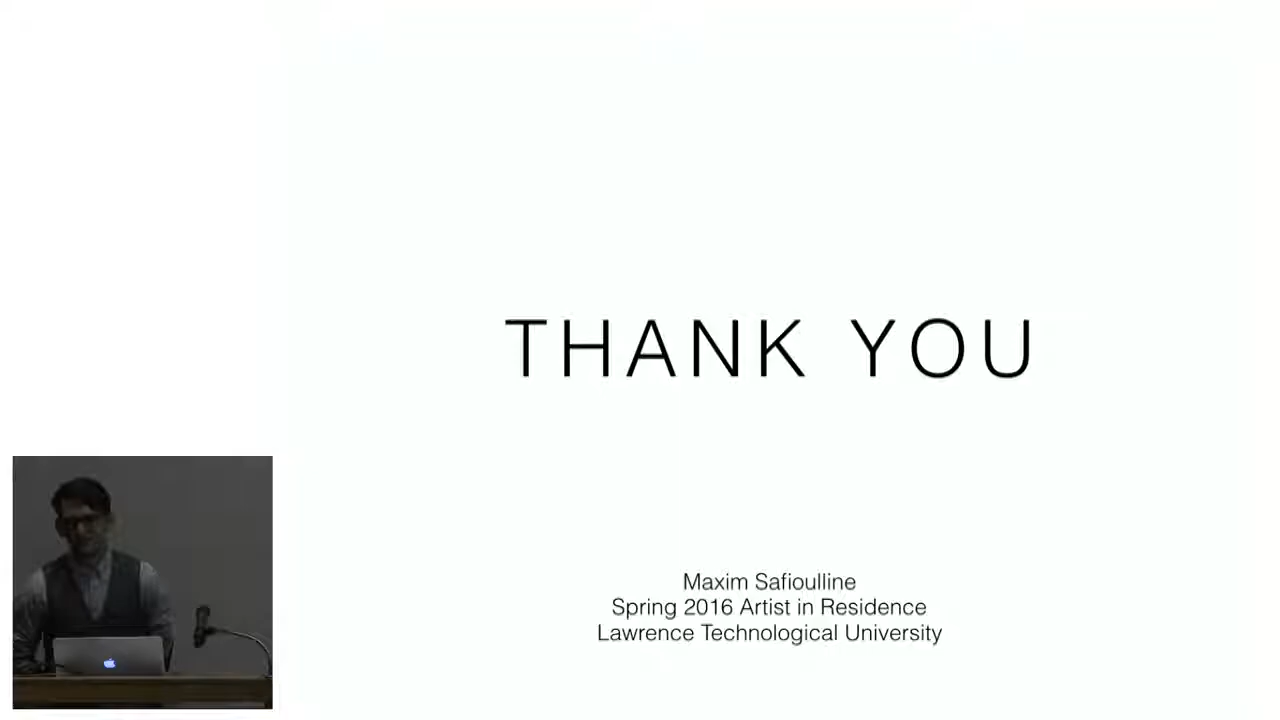 THANK YOU
Maxim Safioulline
Spring 2016 Artist in Residence
Lawrence Technological University